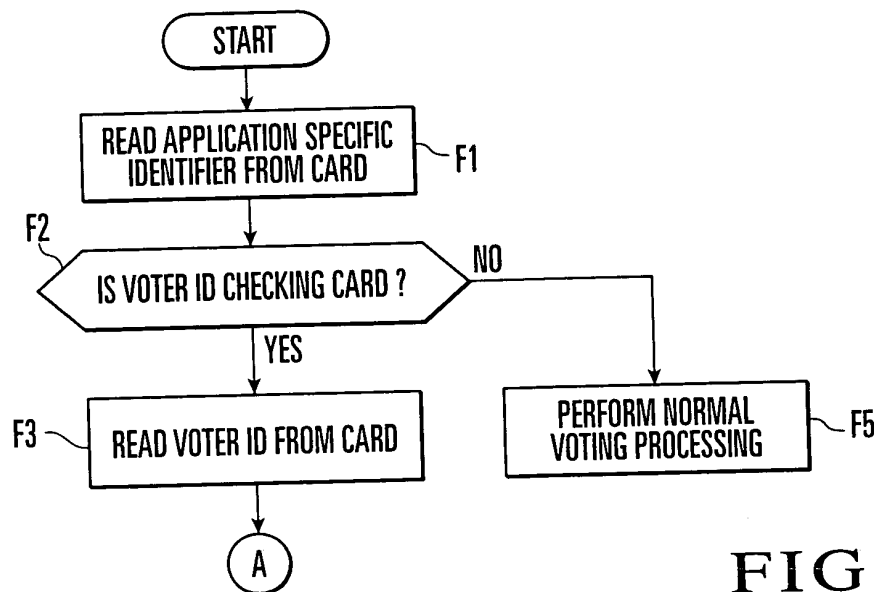 START
READ APPLICATION SPECIFIC
IDENTIFIER FROM CARD
F1
F2
IS VOTER ID CHECKING CARD ?
NO
YES
F3
READ VOTER ID FROM CARD
PERFORM NORMAL
VOTING PROCESSING
F5
A
FIG